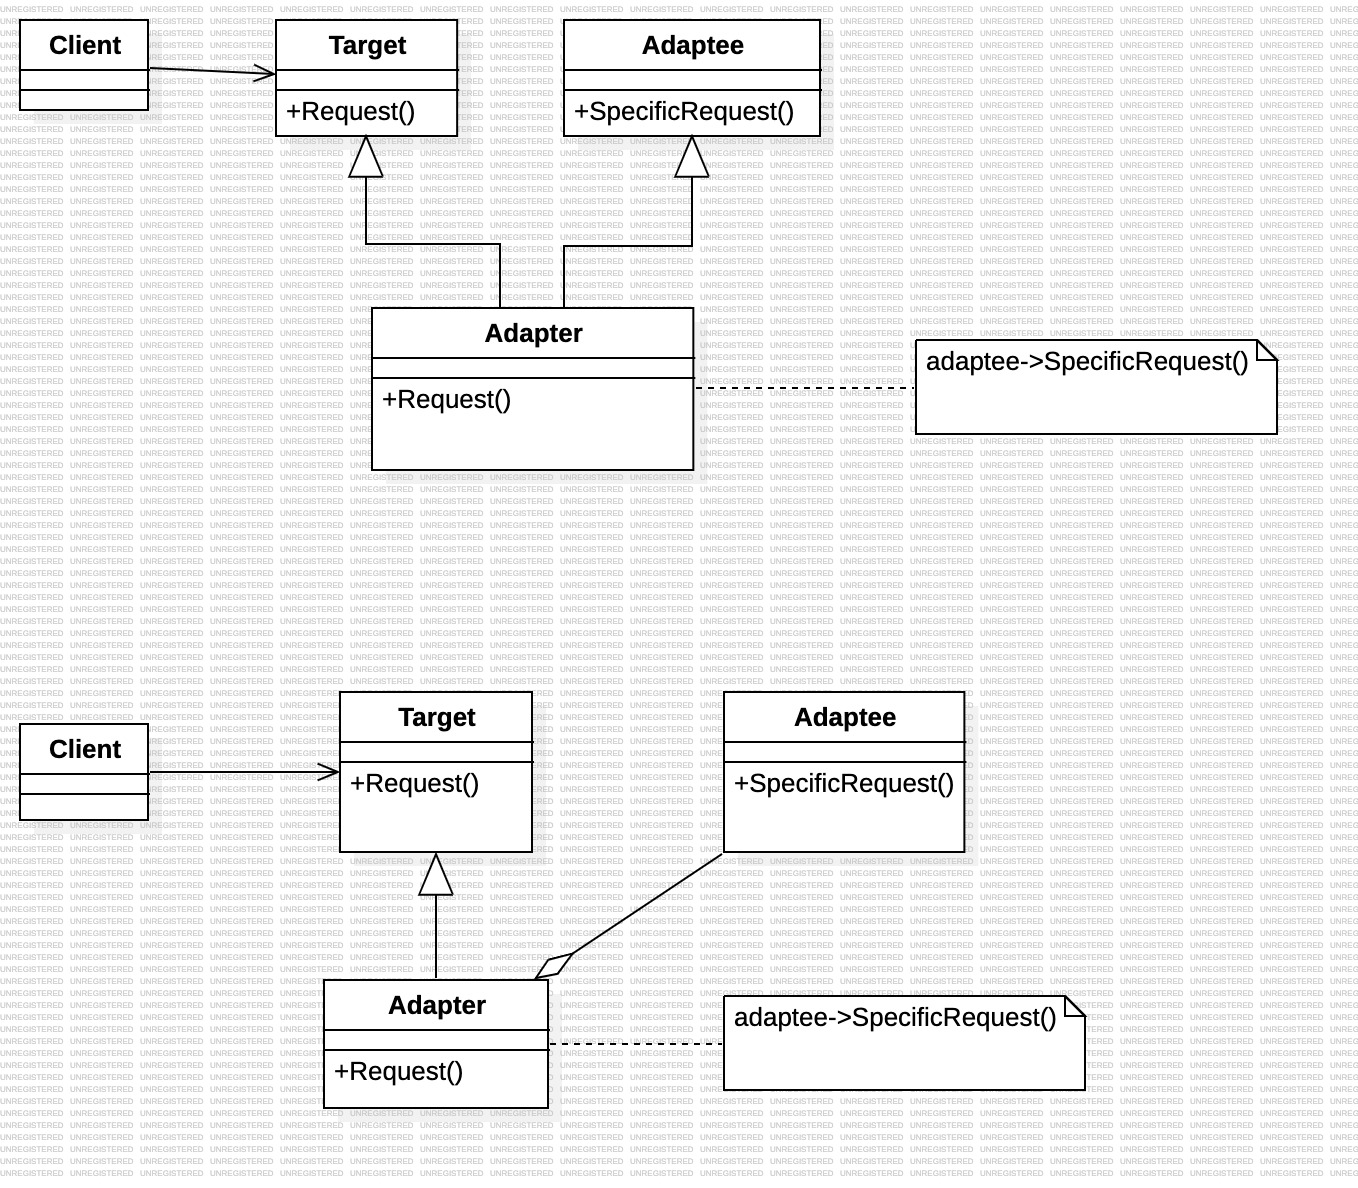 Client
Target
Adaptee
+Request()
+SpecificRequest()
Adapter
+Request()
adaptee->SpecificRequest()
Client
Target
Adaptee
+Request()
+SpecificRequest()
Adapter
+Request()
adaptee->SpecificRequest()
UNREGISTERED